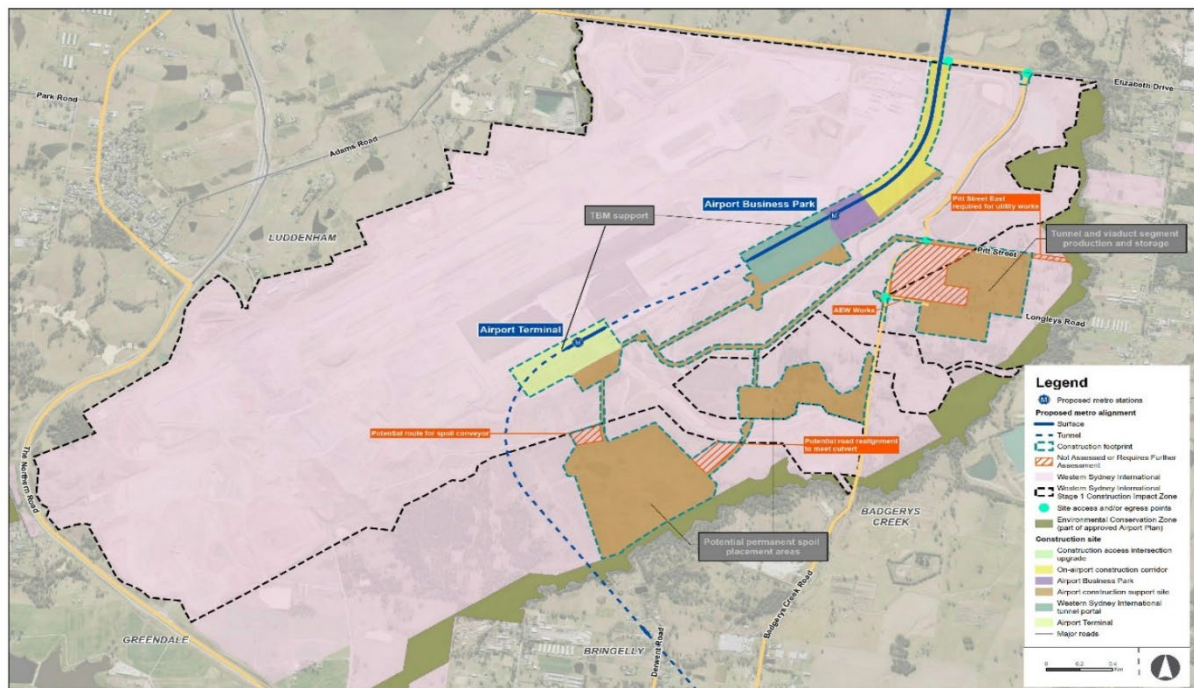 Park Road
Adams Road
Elizabeth Drive
LUDDENHAM
TBM support
Airport Business Park
M
Pitt Street East
required for utility works
Tunnel and viaduct segment
production and storage
Pitt Street
AEW Works
Longleys Road
Airport Terminal
M
Potential route for spoil conveyor
Potential road realignment
to meet culvert
The Northern Road
BADGERYS
CREEK
Potential permanent spoil
placement areas
Badgerys Creek Road
GREENDALE
BRINGELLY
Derwent Road
Legend
M Proposed metro stations
Proposed metro alignment
Surface
Tunnel
Construction footprint
Not Assessed or Requires Further
Assessment
Western Sydney International
Western Sydney International
Stage 1 Construction Impact Zone
Site access and/or egress points
Environmental Conservation Zone
(part of approved Airport Plan)
Construction site
Construction access intersection
upgrade
On-airport construction corridor
Airport Business Park
Airport construction support site
Western Sydney International
tunnel portal
Airport Terminal
Major roads
0 0.2 0.4
Km